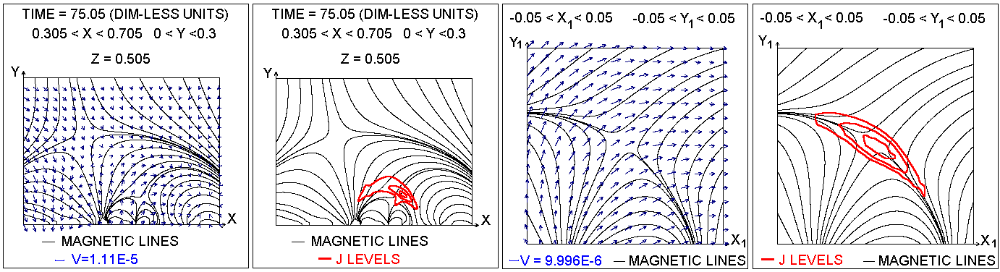 TIME = 75.05 (DIM-LESS UNITS)
0.305 < X < 0.705 0 < Y <0.3
Z = 0.505
Y
X
MAGNETIC LINES
V=1.11E-5
TIME = 75.05 (DIM-LESS UNITS)
0.305 < X < 0.705 0 < Y <0.3
Z = 0.505
Y
X
MAGNETIC LINES
J LEVELS
-0.05 < X₁ < 0.05 -0.05 < Y₁ < 0.05
Y₁
X₁
V = 9.996E-6 MAGNETIC LINES
-0.05 < X₁ < 0.05 -0.05 < Y₁ < 0.05
Y₁
X₁
J LEVELS MAGNETIC LINES